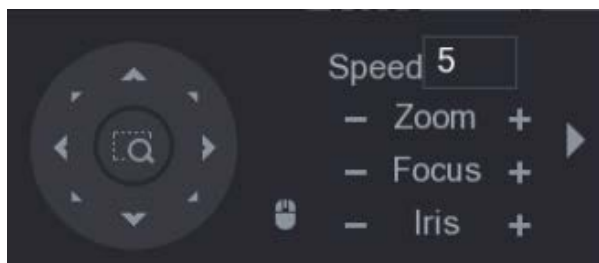 Speed 5
− Zoom +
− Focus +
− Iris +